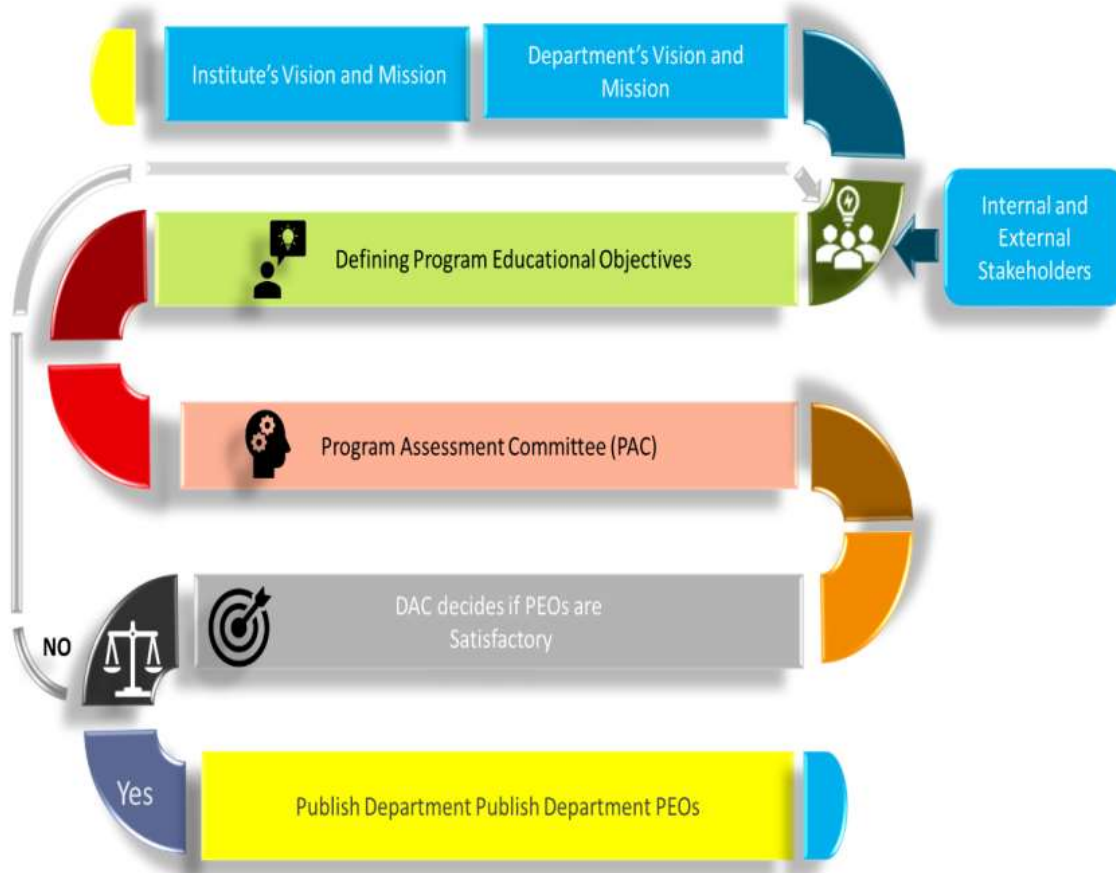 Institute's Vision and Mission
Department's Vision and
Mission
Internal and
External
Stakeholders
Defining Program Educational Objectives
Program Assessment Committee (PAC)
DAC decides if PEOs are
Satisfactory
NO
Yes
Publish Department Publish Department PEOs